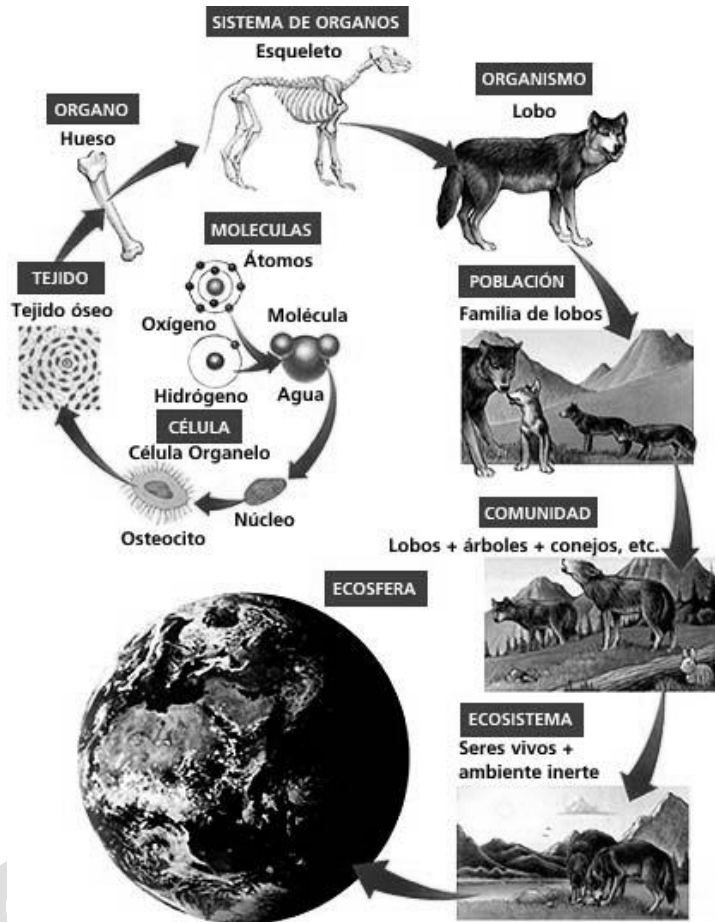 SISTEMA DE ORGANOS
Esqueleto
ORGANISMO
Lobo
ORGANO
Hueso
MOLECULAS
Átomos
TEJIDO
Tejido óseo
Oxígeno
Molécula
Hidrógeno
Agua
POBLACIÓN
Familia de lobos
CÉLULA
Célula Organelo
Núcleo
Osteocito
COMUNIDAD
Lobos + árboles + conejos, etc.
ECOSFERA
ECOSISTEMA
Seres vivos +
ambiente inerte